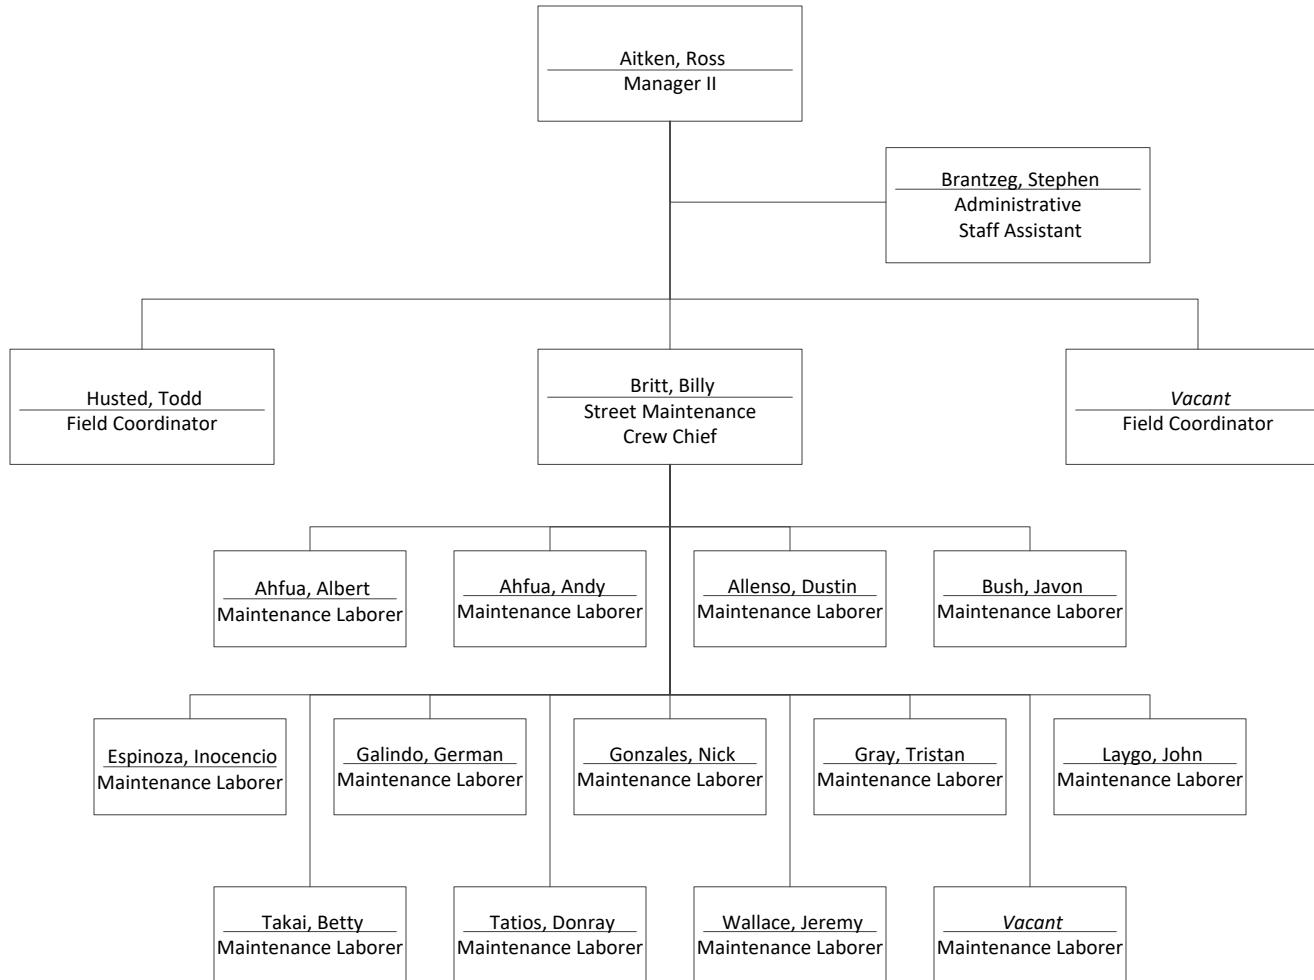 Aitken, Ross
Manager II
Brantzeg, Stephen
Administrative
Staff Assistant
Husted, Todd
Field Coordinator
Britt, Billy
Street Maintenance
Crew Chief
Vacant
Field Coordinator
Ahfua, Albert
Maintenance Laborer
Ahfua, Andy
Maintenance Laborer
Allenso, Dustin
Maintenance Laborer
Bush, Javon
Maintenance Laborer
Espinoza, Inocencio
Maintenance Laborer
Galindo, German
Maintenance Laborer
Gonzales, Nick
Maintenance Laborer
Gray, Tristan
Maintenance Laborer
Laygo, John
Maintenance Laborer
Takai, Betty
Maintenance Laborer
Tatios, Donray
Maintenance Laborer
Wallace, Jeremy
Maintenance Laborer
Vacant
Maintenance Laborer